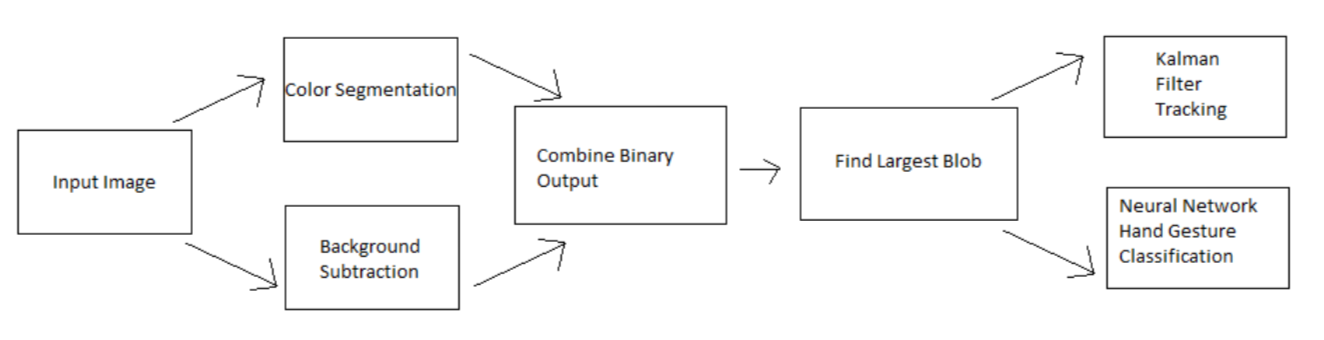 Input Image
Color Segmentation
Background
Subtraction
Combine Binary
Output
Find Largest Blob
Kalman
Filter
Tracking
Neural Network
Hand Gesture
Classification